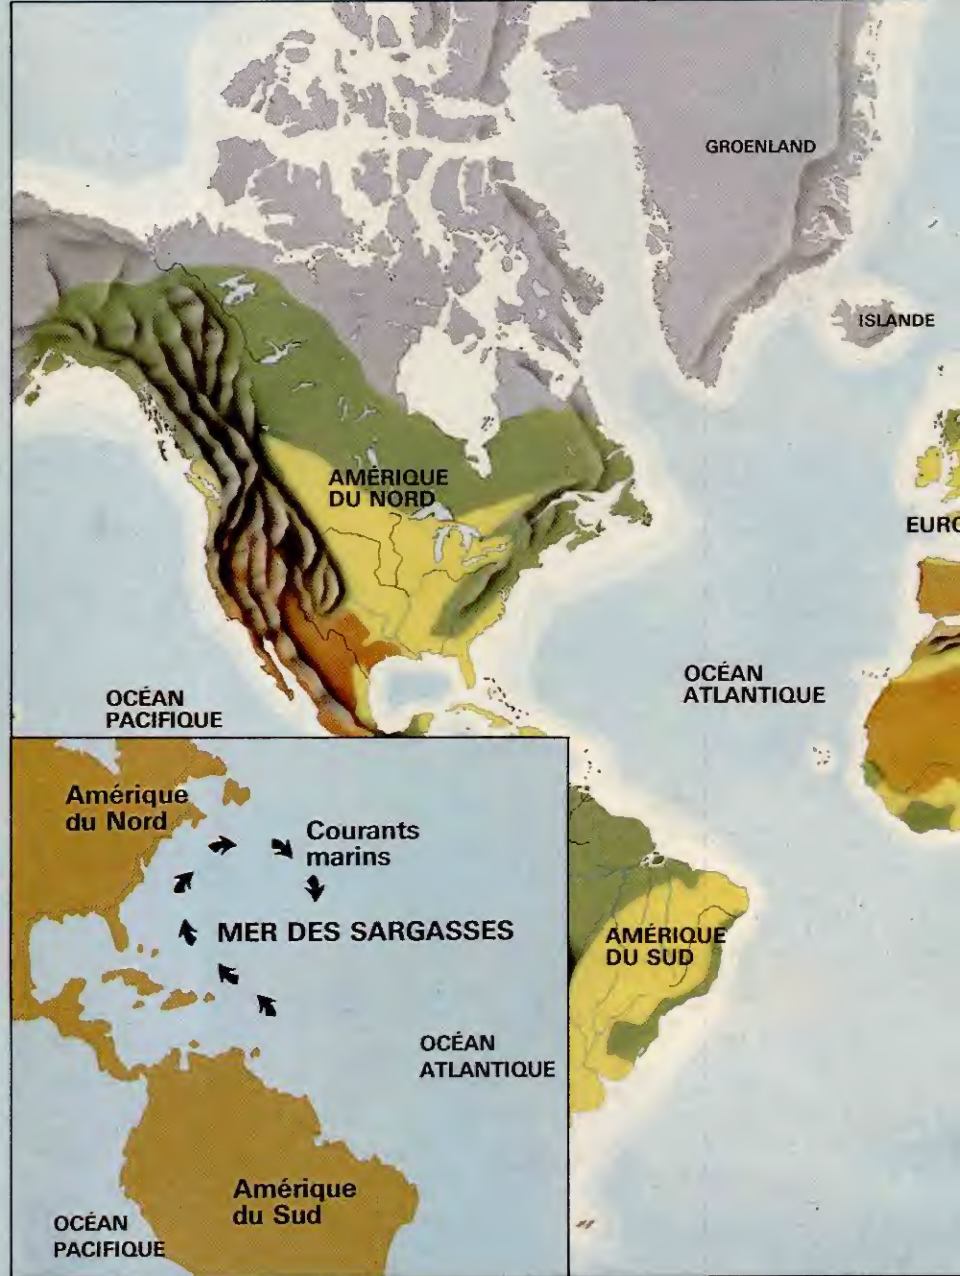 GROENLAND
ISLANDE
AMÉRIQUE
DU NORD
EURO
OCÉAN
ATLANTIQUE
OCÉAN
PACIFIQUE
Amérique
du Nord
Courants
marins
MER DES SARGASSES
AMÉRIQUE
DU SUD
OCÉAN
ATLANTIQUE
Amérique
du Sud
OCÉAN
PACIFIQUE